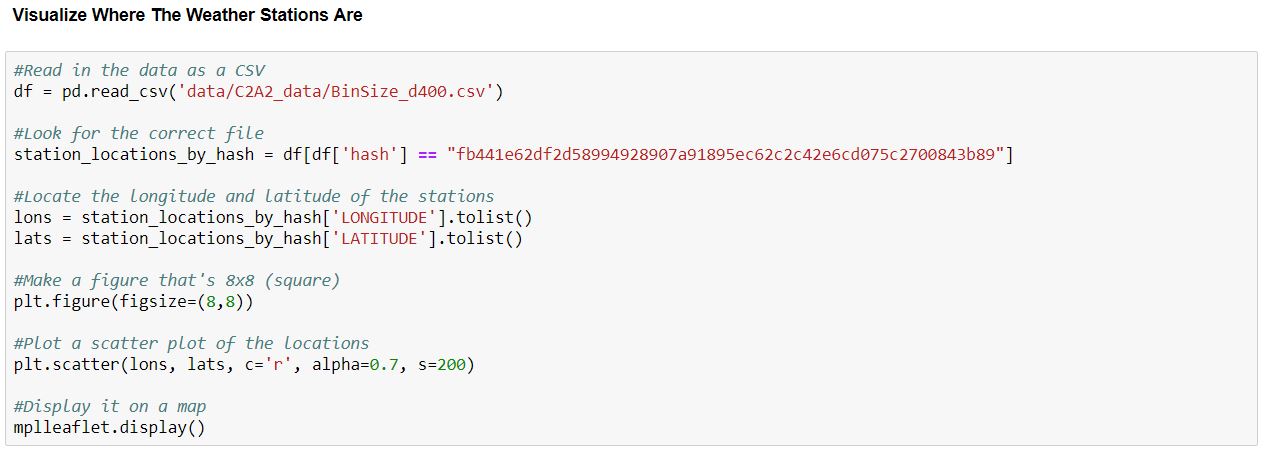 Visualize Where The Weather Stations Are
#Read in the data as a CSV
df = pd.read_csv('data/C2A2_data/BinSize_d400.csv')
#Look for the correct file
station_locations_by_hash = df[df['hash'] == "fb441e62df2d58994928907a91895ec62c2c42e6cd075c2700843b89"]
#Locate the longitude and latitude of the stations
lons = station_locations_by_hash['LONGITUDE'].tolist()
lats = station_locations_by_hash['LATITUDE'].tolist()
#Make a figure that's 8x8 (square)
plt.figure(figsize=(8,8))
#Plot a scatter plot of the locations
plt.scatter(lons, lats, c='r', alpha=0.7, s=200)
#Display it on a map
mplleaflet.display()